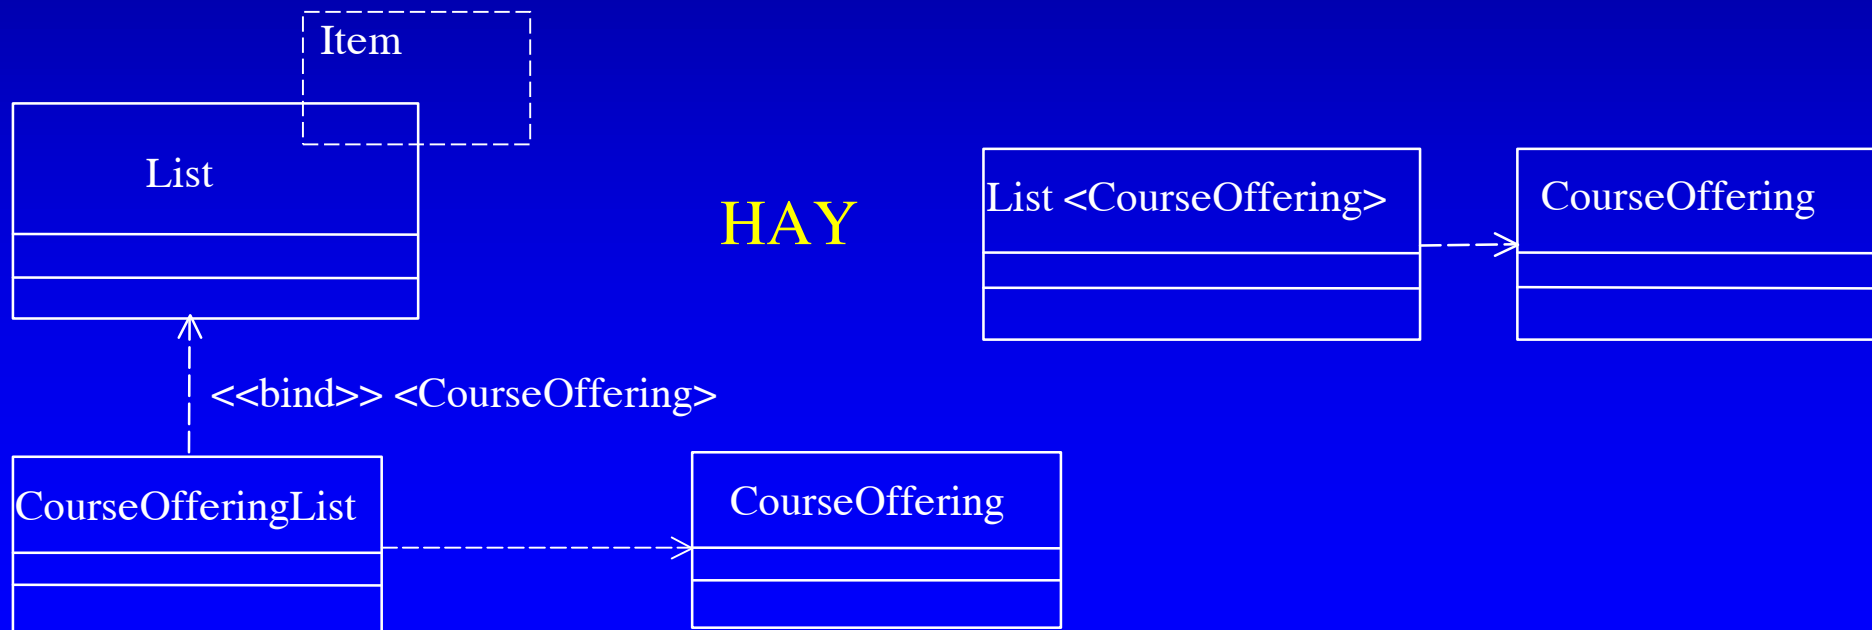 Item
List
<<bind>> <CourseOffering>
CourseOfferingList
CourseOffering
HAY
List <CourseOffering>
CourseOffering